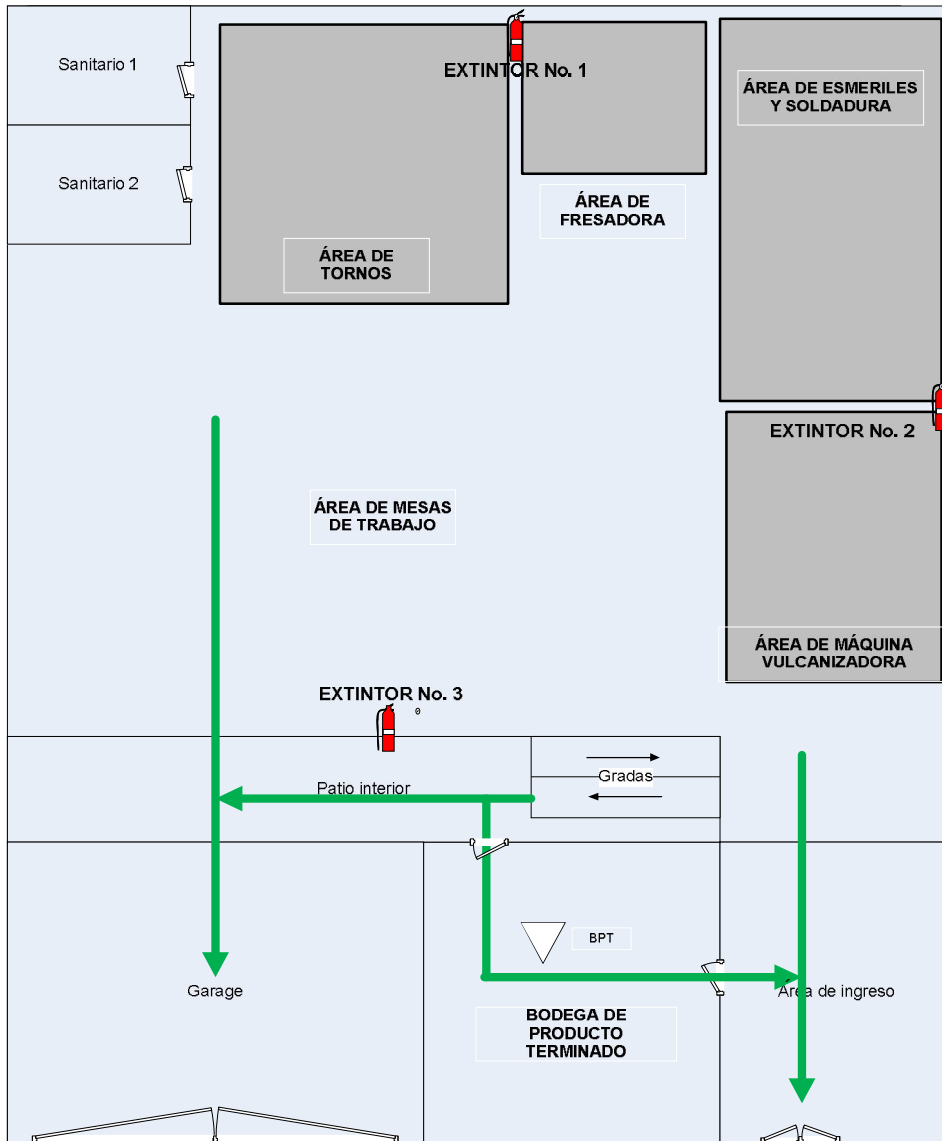 Sanitario 1
EXTINTOR No. 1
ÁREA DE ESMERILES
Y SOLDADURA
Sanitario 2
ÁREA DE
FRESADORA
ÁREA DE
TORNOS
EXTINTOR No. 2
ÁREA DE MESAS
DE TRABAJO
ÁREA DE MÁQUINA
VULCANIZADORA
EXTINTOR No. 3
0
Gradas
Patio interior
BPT
Garage
Área de ingreso
BODEGA DE
PRODUCTO
TERMINADO